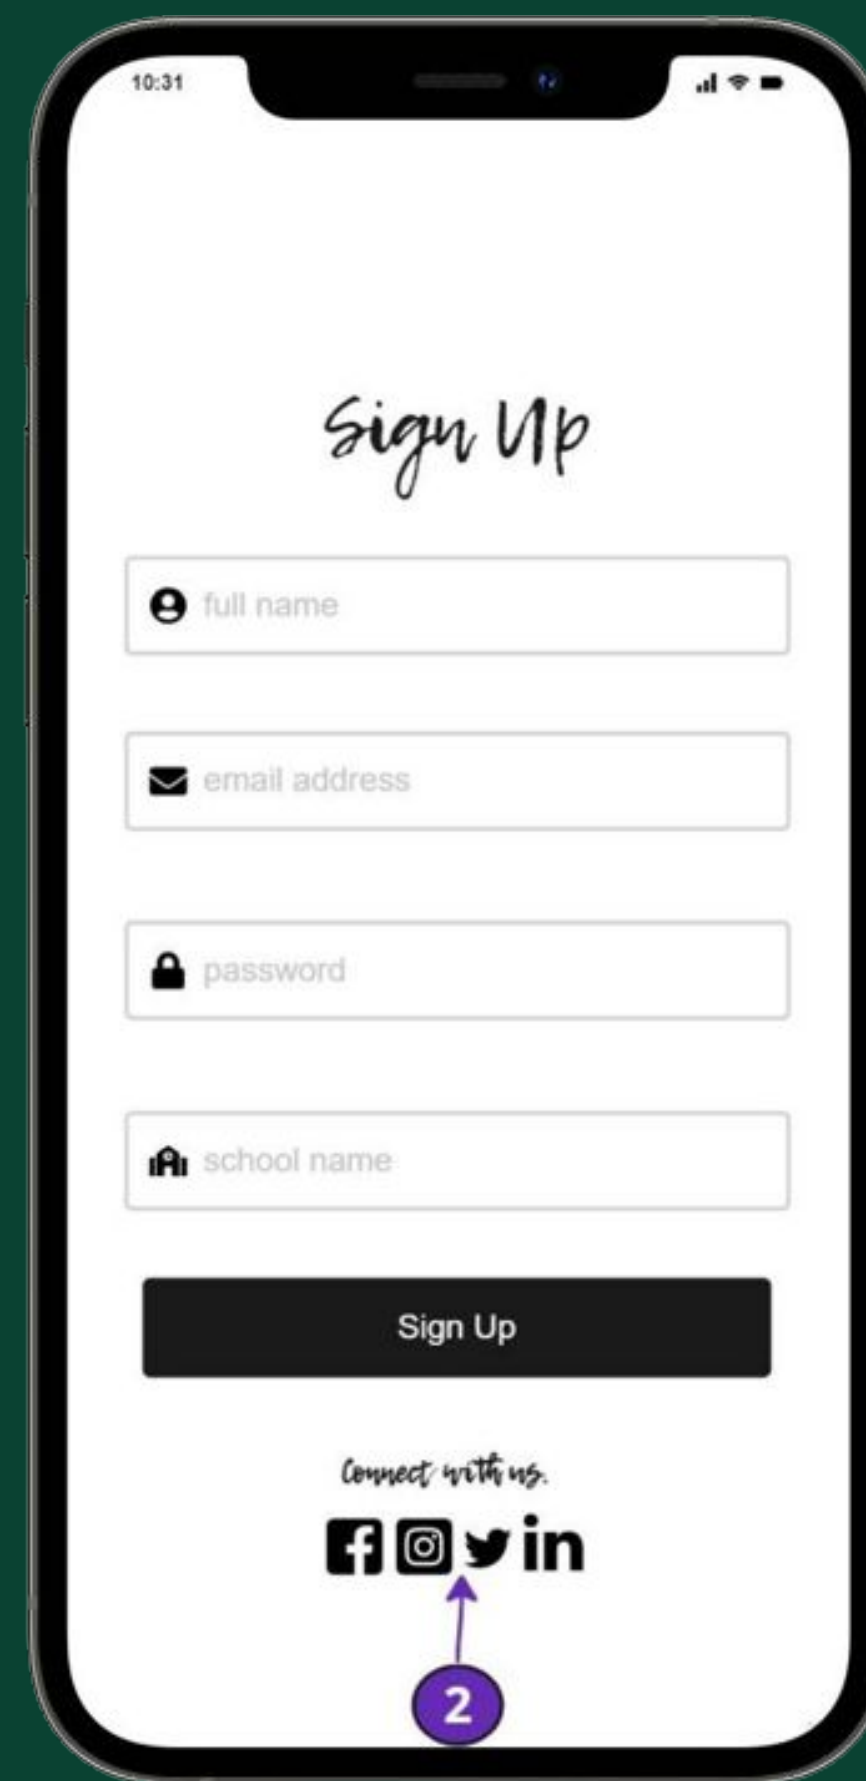 10:31
Sign Up
full name
email address
password
school name
Sign Up
Connect with us.
in
2